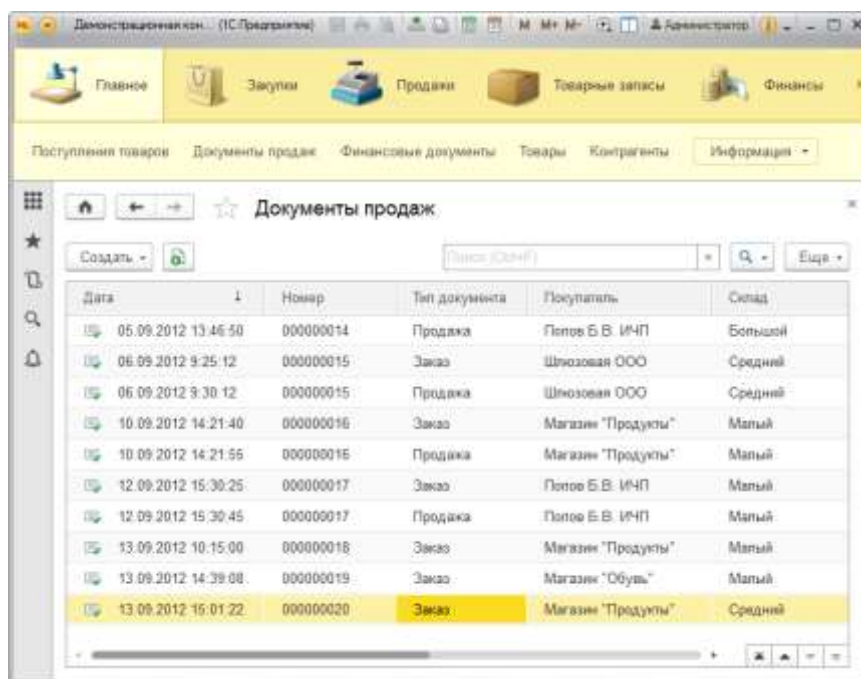 Демонстрационная кон... (1С:Предприятие) M M+ M- Администратор
Главное Закупки Продажи Товарные запасы Финансы
Поступления товаров Документы продаж Финансовые документы Товары Контрагенты Информация
Документы продаж
Создать Поиск (Ctrl+F) × Еще
Дата ↓ Номер Тип документа Покупатель Склад
05.09.2012 13:46:50 000000014 Продажа Попов Б.В. ИЧП Большой
06.09.2012 9:25:12 000000015 Заказ Шлюзовая ООО Средний
06.09.2012 9:30:12 000000015 Продажа Шлюзовая ООО Средний
10.09.2012 14:21:40 000000016 Заказ Магазин "Продукты" Малый
10.09.2012 14:21:55 000000016 Продажа Магазин "Продукты" Малый
12.09.2012 15:30:25 000000017 Заказ Попов Б.В. ИЧП Малый
12.09.2012 15:30:45 000000017 Продажа Попов Б.В. ИЧП Малый
13.09.2012 10:15:00 000000018 Заказ Магазин "Продукты" Малый
13.09.2012 14:39:08 000000019 Заказ Магазин "Обувь" Малый
13.09.2012 15:01:22 000000020 Заказ Магазин "Продукты" Средний